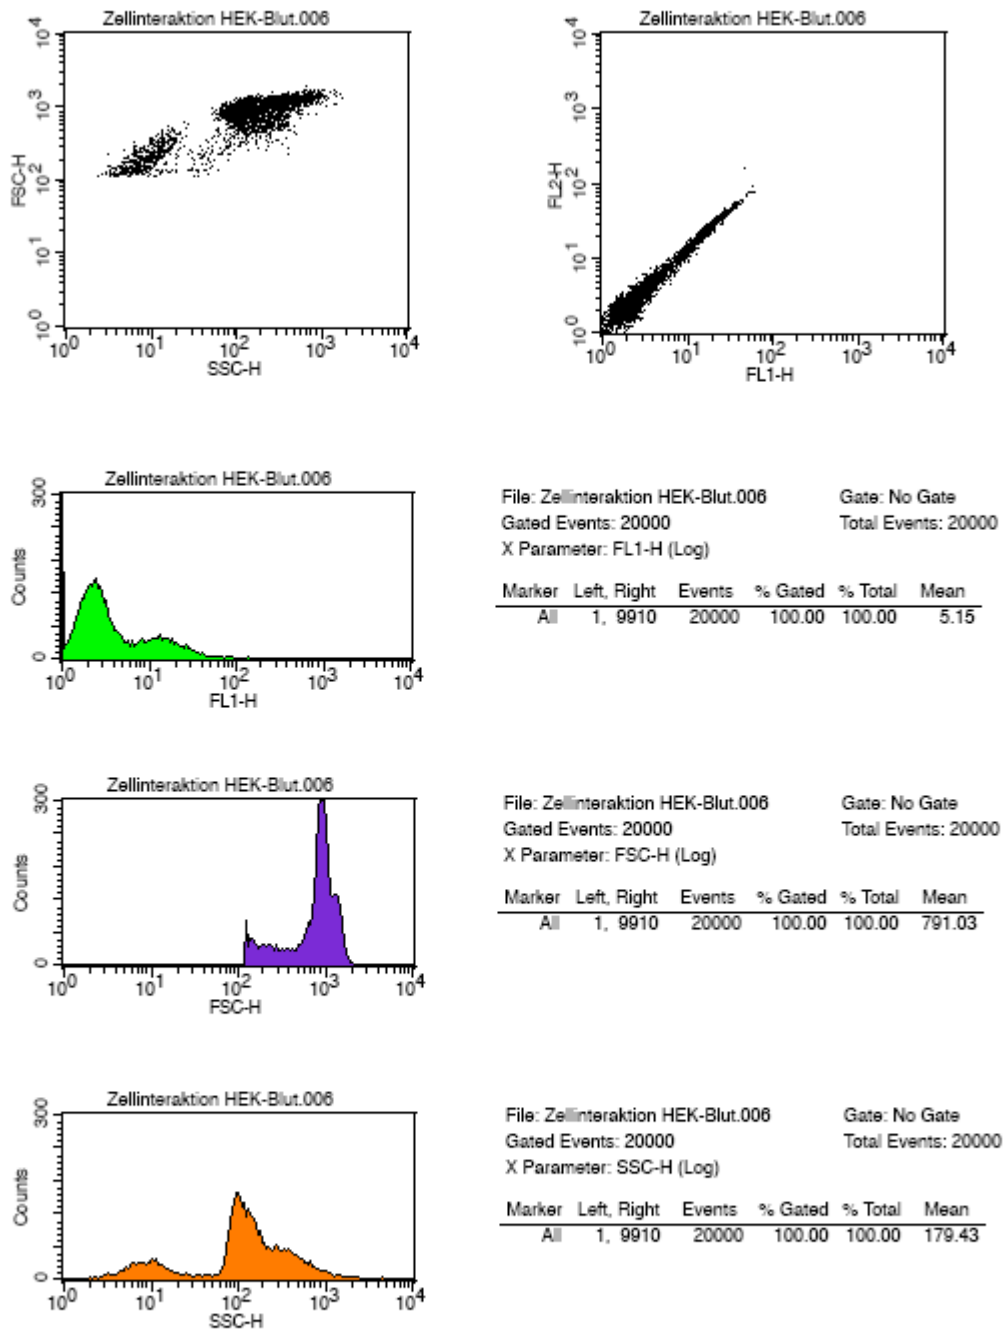 Zellinteraktion HEK-Blut.006
10^4
10^3
10^2
10^1
10^0
FSC-H
10^0 10^1 10^2 10^3 10^4
SSC-H
Zellinteraktion HEK-Blut.006
10^4
10^3
10^2
10^1
10^0
FL2-H
10^0 10^1 10^2 10^3 10^4
FL1-H
Zellinteraktion HEK-Blut.006
300
Counts
0
10^0 10^1 10^2 10^3 10^4
FL1-H
File: Zellinteraktion HEK-Blut.006 Gate: No Gate
Gated Events: 20000 Total Events: 20000
X Parameter: FL1-H (Log)
Marker Left, Right Events % Gated % Total Mean
All 1, 9910 20000 100.00 100.00 5.15
Zellinteraktion HEK-Blut.006
300
Counts
0
10^0 10^1 10^2 10^3 10^4
FSC-H
File: Zellinteraktion HEK-Blut.006 Gate: No Gate
Gated Events: 20000 Total Events: 20000
X Parameter: FSC-H (Log)
Marker Left, Right Events % Gated % Total Mean
All 1, 9910 20000 100.00 100.00 791.03
Zellinteraktion HEK-Blut.006
300
Counts
0
10^0 10^1 10^2 10^3 10^4
SSC-H
File: Zellinteraktion HEK-Blut.006 Gate: No Gate
Gated Events: 20000 Total Events: 20000
X Parameter: SSC-H (Log)
Marker Left, Right Events % Gated % Total Mean
All 1, 9910 20000 100.00 100.00 179.43